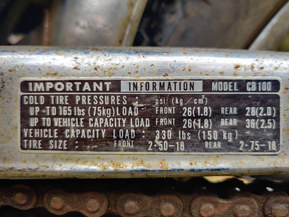 IMPORTANT INFORMATION MODEL CB100
COLD TIRE PRESSURES : psi (kg/cm)
UP-TO 165 lbs (75kg) LOAD FRONT 26(1.8) REAR 28(2.0)
UP TO VEHICLE CAPACITY LOAD FRONT 26(1.8) REAR 36(2.5)
VEHICLE CAPACITY LOAD : 330 lbs (150 kg)
TIRE SIZE : FRONT 2-50-18 REAR 2-75-18